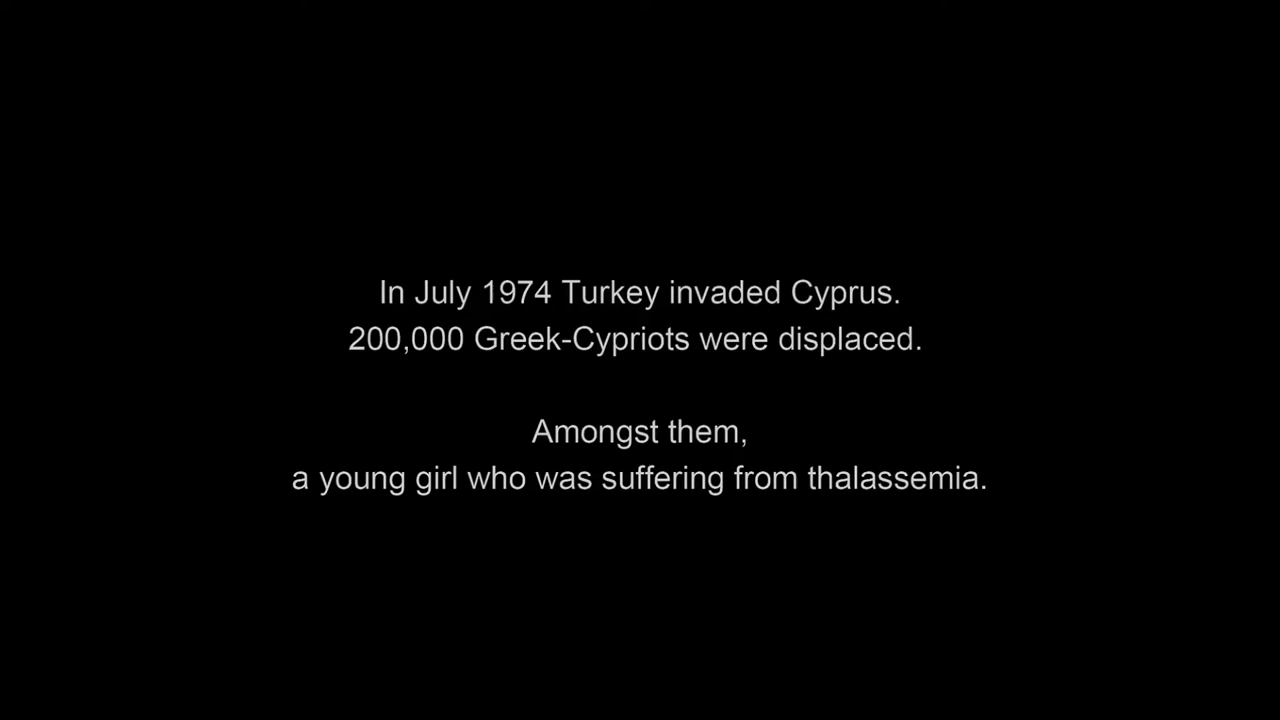 In July 1974 Turkey invaded Cyprus.
200,000 Greek-Cypriots were displaced.
Amongst them,
a young girl who was suffering from thalassemia.